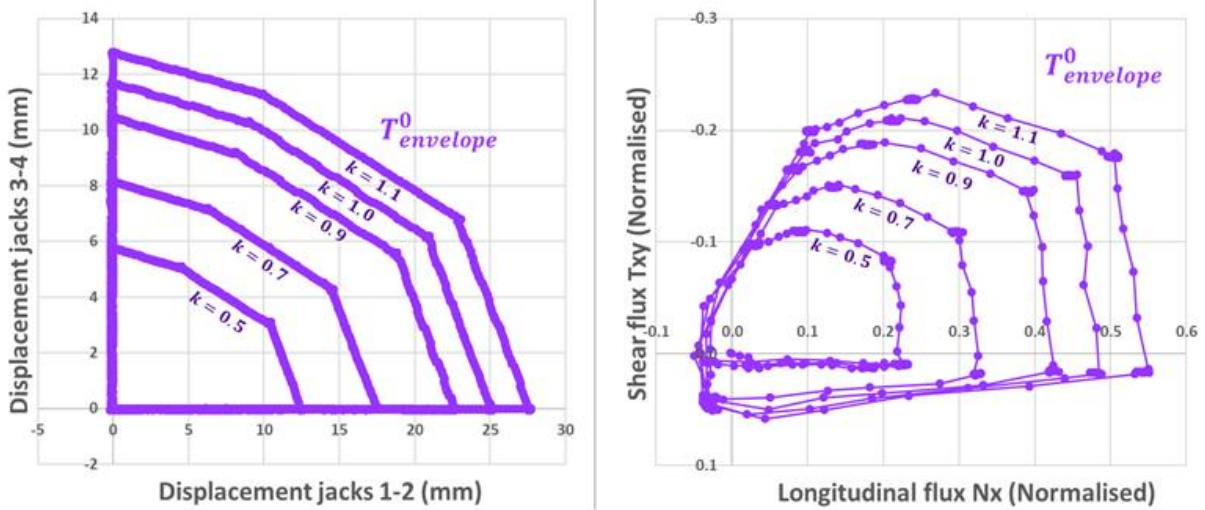 14
12
10
8
6
4
2
0
-2
-5
0
5
10
15
20
25
30
Displacement jacks 3-4 (mm)
Displacement jacks 1-2 (mm)
T⁰envelope
k = 1.1
k = 1.0
k = 0.9
k = 0.7
k = 0.5
-0.3
-0.2
-0.1
0.0
0.1
-0.1
0.0
0.1
0.2
0.3
0.4
0.5
0.6
Shear flux Txy (Normalised)
Longitudinal flux Nx (Normalised)
T⁰envelope
k = 1.1
k = 1.0
k = 0.9
k = 0.7
k = 0.5